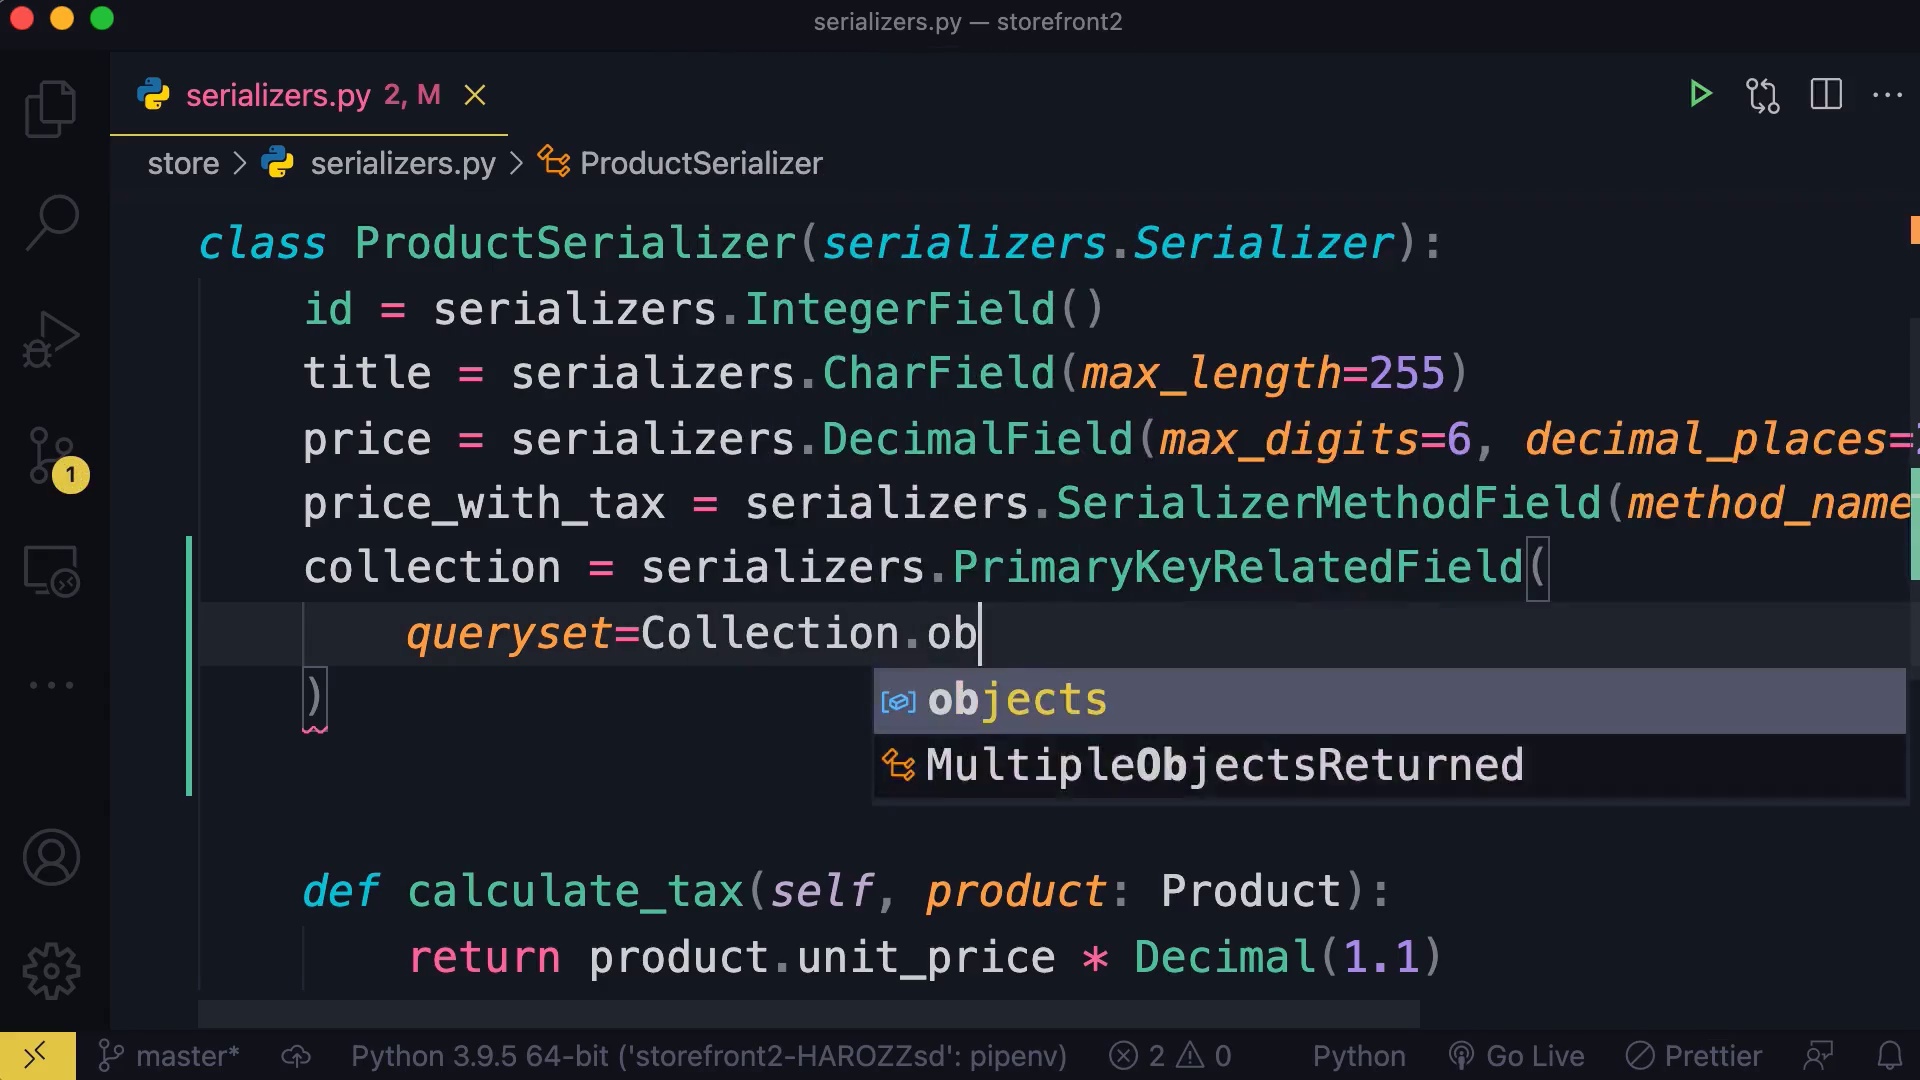 serializers.py — storefront2
serializers.py 2, M
store > serializers.py > ProductSerializer
class ProductSerializer(serializers.Serializer):
    id = serializers.IntegerField()
    title = serializers.CharField(max_length=255)
    price = serializers.DecimalField(max_digits=6, decimal_places=
    price_with_tax = serializers.SerializerMethodField(method_name
    collection = serializers.PrimaryKeyRelatedField(
        queryset=Collection.ob
    )
objects
MultipleObjectsReturned
    def calculate_tax(self, product: Product):
        return product.unit_price * Decimal(1.1)
1
master* Python 3.9.5 64-bit ('storefront2-HAROZZsd': pipenv) 2 0 Python Go Live Prettier